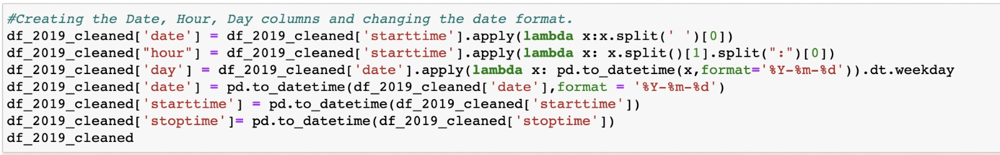 #Creating the Date, Hour, Day columns and changing the date format.
df_2019_cleaned['date'] = df_2019_cleaned['starttime'].apply(lambda x:x.split(' ')[0])
df_2019_cleaned["hour"] = df_2019_cleaned['starttime'].apply(lambda x: x.split()[1].split(":")[0])
df_2019_cleaned['day'] = df_2019_cleaned['date'].apply(lambda x: pd.to_datetime(x,format='%Y-%m-%d')).dt.weekday
df_2019_cleaned['date'] = pd.to_datetime(df_2019_cleaned['date'],format = '%Y-%m-%d')
df_2019_cleaned['starttime'] = pd.to_datetime(df_2019_cleaned['starttime'])
df_2019_cleaned['stoptime']= pd.to_datetime(df_2019_cleaned['stoptime'])
df_2019_cleaned